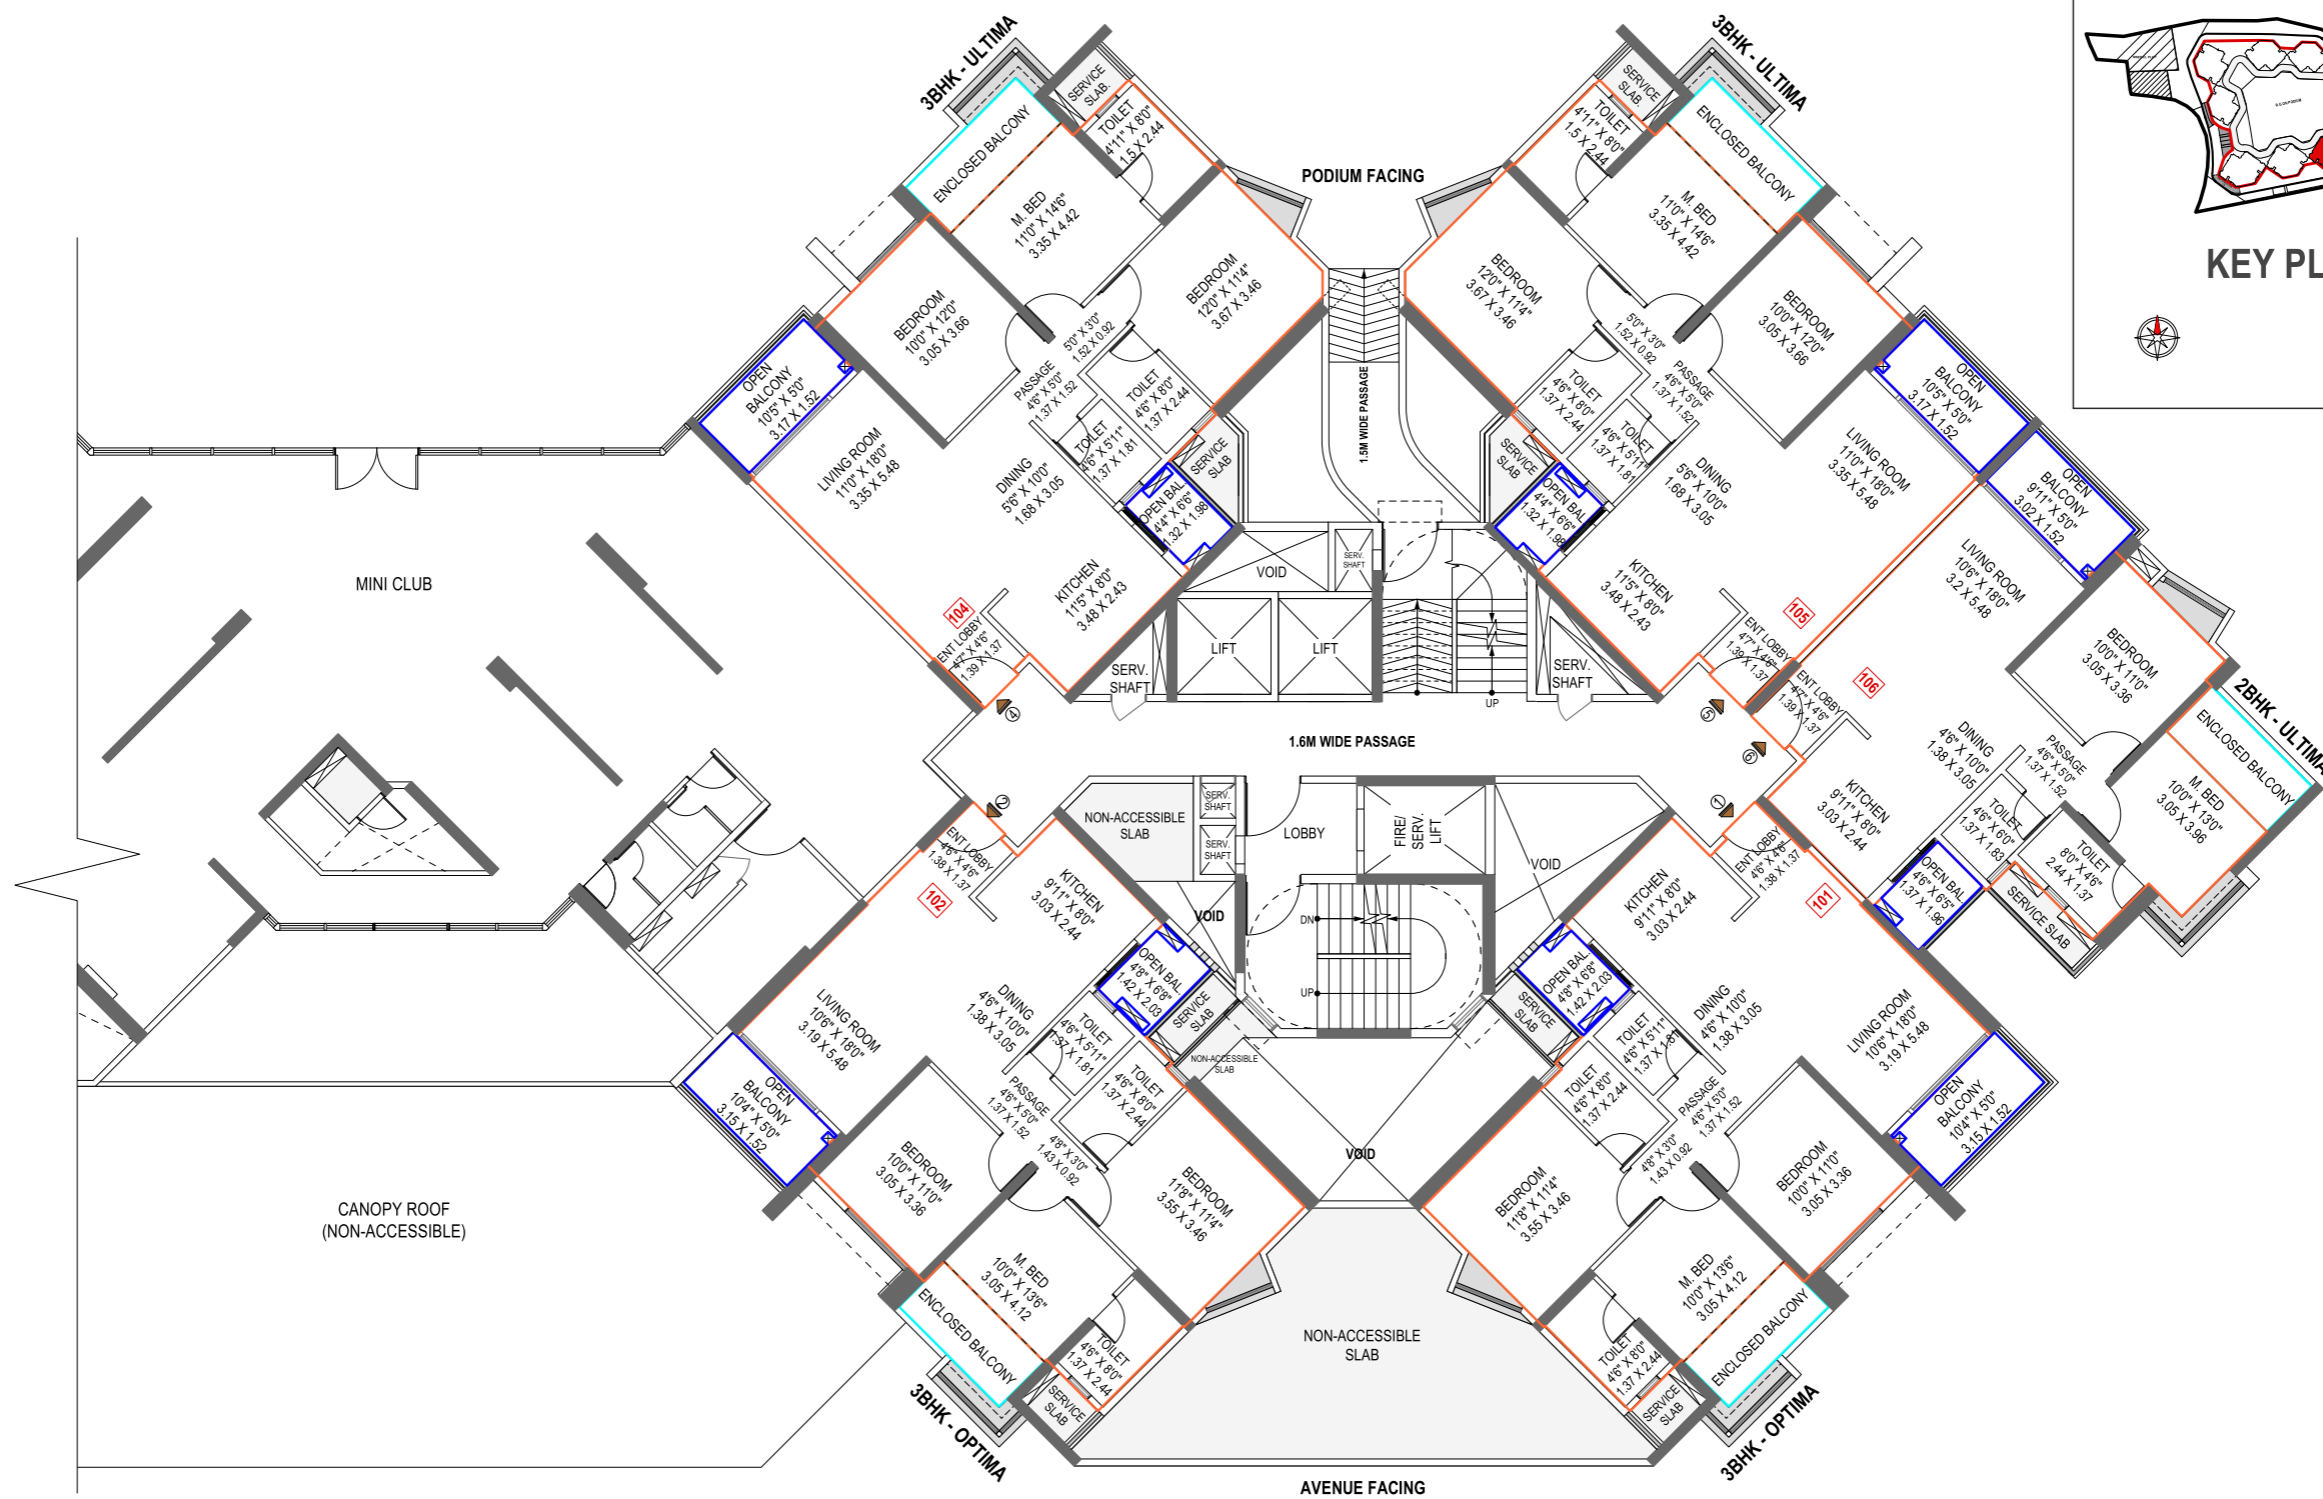 3BHK - ULTIMA
SERVICE
SLAB.
TOILET
4'11" X 8'0"
1.5 X 2.44
ENCLOSED BALCONY
M. BED
11'0" X 14'6"
3.35 X 4.42
BEDROOM
12'0" X 11'4"
3.67 X 3.46
BEDROOM
10'0" X 12'0"
3.05 X 3.66
5'0" X 3'0"
1.52 X 0.92
PASSAGE
4'6" X 5'0"
1.37 X 1.52
TOILET
4'6" X 8'0"
1.37 X 2.44
TOILET
4'6" X 5'11"
1.37 X 1.81
SERVICE
SLAB
OPEN BAL.
4'4" X 6'6"
1.32 X 1.98
OPEN
BALCONY
10'5" X 5'0"
3.17 X 1.52
LIVING ROOM
11'0" X 18'0"
3.35 X 5.48
DINING
5'6" X 10'0"
1.68 X 3.05
KITCHEN
11'5" X 8'0"
3.48 X 2.43
104
ENT LOBBY
4'7" X 4'6"
1.39 X 1.37
4
PODIUM FACING
1.5M WIDE PASSAGE
3BHK - ULTIMA
SERVICE
SLAB.
TOILET
4'11" X 8'0"
1.5 X 2.44
ENCLOSED BALCONY
M. BED
11'0" X 14'6"
3.35 X 4.42
BEDROOM
12'0" X 11'4"
3.67 X 3.46
BEDROOM
10'0" X 12'0"
3.05 X 3.66
5'0" X 3'0"
1.52 X 0.92
PASSAGE
4'6" X 5'0"
1.37 X 1.52
TOILET
4'6" X 8'0"
1.37 X 2.44
TOILET
4'6" X 5'11"
1.37 X 1.81
SERVICE
SLAB
OPEN BAL.
4'4" X 6'6"
1.32 X 1.98
OPEN
BALCONY
10'5" X 5'0"
3.17 X 1.52
LIVING ROOM
11'0" X 18'0"
3.35 X 5.48
DINING
5'6" X 10'0"
1.68 X 3.05
KITCHEN
11'5" X 8'0"
3.48 X 2.43
105
ENT LOBBY
4'7" X 4'6"
1.39 X 1.37
5
KEY PL
OPEN
BALCONY
9'11" X 5'0"
3.02 X 1.52
LIVING ROOM
10'6" X 18'0"
3.2 X 5.48
BEDROOM
10'0" X 11'0"
3.05 X 3.36
2BHK - ULTIMA
ENCLOSED BALCONY
M. BED
10'0" X 13'0"
3.05 X 3.96
106
ENT LOBBY
4'7" X 4'6"
1.39 X 1.37
6
DINING
4'6" X 10'0"
1.38 X 3.05
PASSAGE
4'6" X 5'0"
1.37 X 1.52
KITCHEN
9'11" X 8'0"
3.03 X 2.44
TOILET
4'6" X 6'0"
1.37 X 1.83
TOILET
8'0" X 4'6"
2.44 X 1.37
OPEN BAL.
4'6" X 6'5"
1.37 X 1.96
SERVICE SLAB
MINI CLUB
VOID
SERV.
SHAFT
LIFT
LIFT
SERV.
SHAFT
SERV.
SHAFT
UP
1.6M WIDE PASSAGE
NON-ACCESSIBLE
SLAB
SERV.
SHAFT
SERV.
SHAFT
LOBBY
FIRE/
SERV.
LIFT
VOID
VOID
DN
UP
2
ENT LOBBY
4'6" X 4'6"
1.38 X 1.37
102
KITCHEN
9'11" X 8'0"
3.03 X 2.44
OPEN BAL.
4'8" X 6'8"
1.42 X 2.03
SERVICE
SLAB
NON-ACCESSIBLE
SLAB
LIVING ROOM
10'6" X 18'0"
3.19 X 5.48
DINING
4'6" X 10'0"
1.38 X 3.05
TOILET
4'6" X 5'11"
1.37 X 1.81
TOILET
4'6" X 8'0"
1.37 X 2.44
OPEN
BALCONY
10'4" X 5'0"
3.15 X 1.52
PASSAGE
4'6" X 5'0"
1.37 X 1.52
4'8" X 3'0"
1.43 X 0.92
BEDROOM
10'0" X 11'0"
3.05 X 3.36
BEDROOM
11'8" X 11'4"
3.55 X 3.46
M. BED
10'0" X 13'6"
3.05 X 4.12
ENCLOSED BALCONY
TOILET
4'6" X 8'0"
1.37 X 2.44
SERVICE
SLAB
3BHK - OPTIMA
CANOPY ROOF
(NON-ACCESSIBLE)
1
ENT LOBBY
4'6" X 4'6"
1.38 X 1.37
101
KITCHEN
9'11" X 8'0"
3.03 X 2.44
OPEN BAL.
4'8" X 6'8"
1.42 X 2.03
SERVICE
SLAB
DINING
4'6" X 10'0"
1.38 X 3.05
LIVING ROOM
10'6" X 18'0"
3.19 X 5.48
TOILET
4'6" X 5'11"
1.37 X 1.81
TOILET
4'6" X 8'0"
1.37 X 2.44
OPEN
BALCONY
10'4" X 5'0"
3.15 X 1.52
PASSAGE
4'6" X 5'0"
1.37 X 1.52
4'8" X 3'0"
1.43 X 0.92
VOID
BEDROOM
11'8" X 11'4"
3.55 X 3.46
BEDROOM
10'0" X 11'0"
3.05 X 3.36
M. BED
10'0" X 13'6"
3.05 X 4.12
ENCLOSED BALCONY
TOILET
4'6" X 8'0"
1.37 X 2.44
SERVICE
SLAB
3BHK - OPTIMA
NON-ACCESSIBLE
SLAB
AVENUE FACING